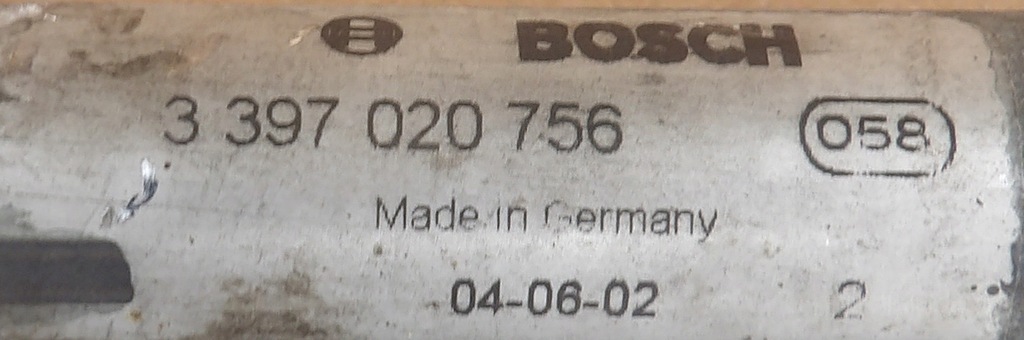 BOSCH
3 397 020 756 058
Made in Germany
04-06-02 2